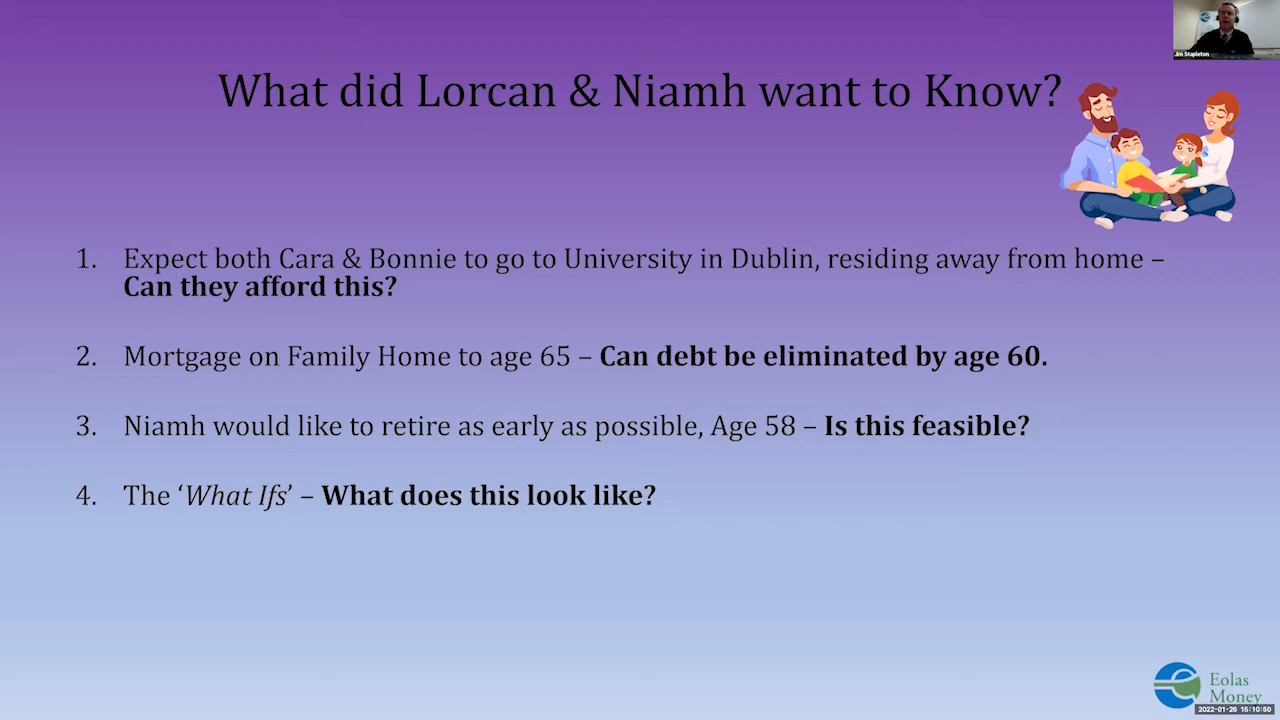 Jim Stapleton
What did Lorcan & Niamh want to Know?
1. Expect both Cara & Bonnie to go to University in Dublin, residing away from home –
Can they afford this?
2. Mortgage on Family Home to age 65 – Can debt be eliminated by age 60.
3. Niamh would like to retire as early as possible, Age 58 – Is this feasible?
4. The ‘What Ifs’ – What does this look like?
Eolas
Money
2022-01-26 15:10:50